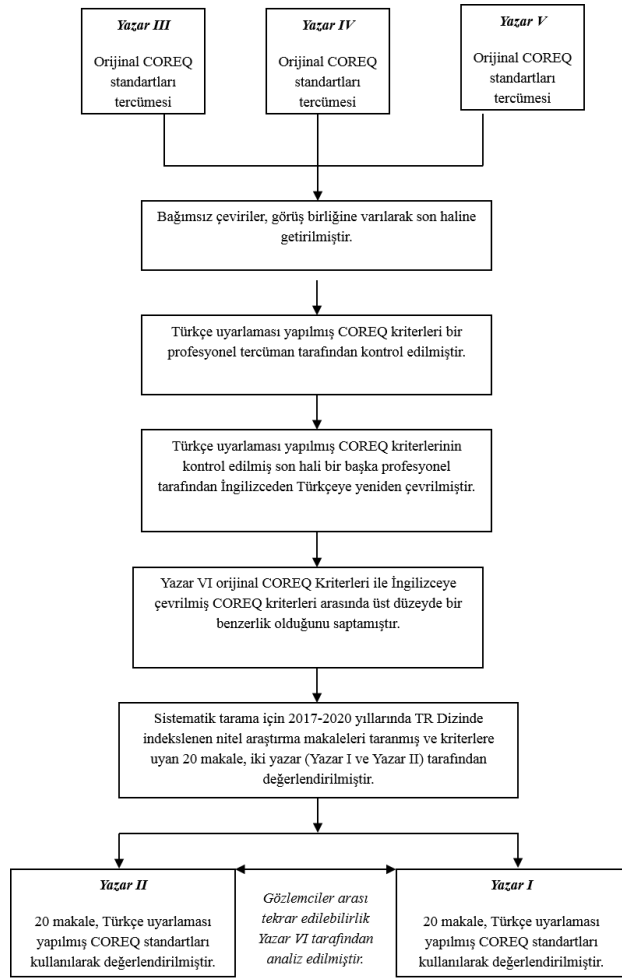 Yazar III
Orijinal COREQ
standartları
tercümesi
Yazar IV
Orijinal COREQ
standartları
tercümesi
Yazar V
Orijinal COREQ
standartları
tercümesi
Bağımsız çeviriler, görüş birliğine varılarak son haline
getirilmiştir.
Türkçe uyarlaması yapılmış COREQ kriterleri bir
profesyonel tercüman tarafından kontrol edilmiştir.
Türkçe uyarlaması yapılmış COREQ kriterlerinin
kontrol edilmiş son hali bir başka profesyonel
tarafından İngilizceden Türkçeye yeniden çevrilmiştir.
Yazar VI orijinal COREQ Kriterleri ile İngilizceye
çevrilmiş COREQ kriterleri arasında üst düzeyde bir
benzerlik olduğunu saptamıştır.
Sistematik tarama için 2017-2020 yıllarında TR Dizinde
indekslenen nitel araştırma makaleleri taranmış ve kriterlere
uyan 20 makale, iki yazar (Yazar I ve Yazar II) tarafından
değerlendirilmiştir.
Yazar II
20 makale, Türkçe uyarlaması
yapılmış COREQ standartları
kullanılarak değerlendirilmiştir.
Gözlemciler arası
tekrar edilebilirlik
Yazar VI tarafından
analiz edilmiştir.
Yazar I
20 makale, Türkçe uyarlaması
yapılmış COREQ standartları
kullanılarak değerlendirilmiştir.